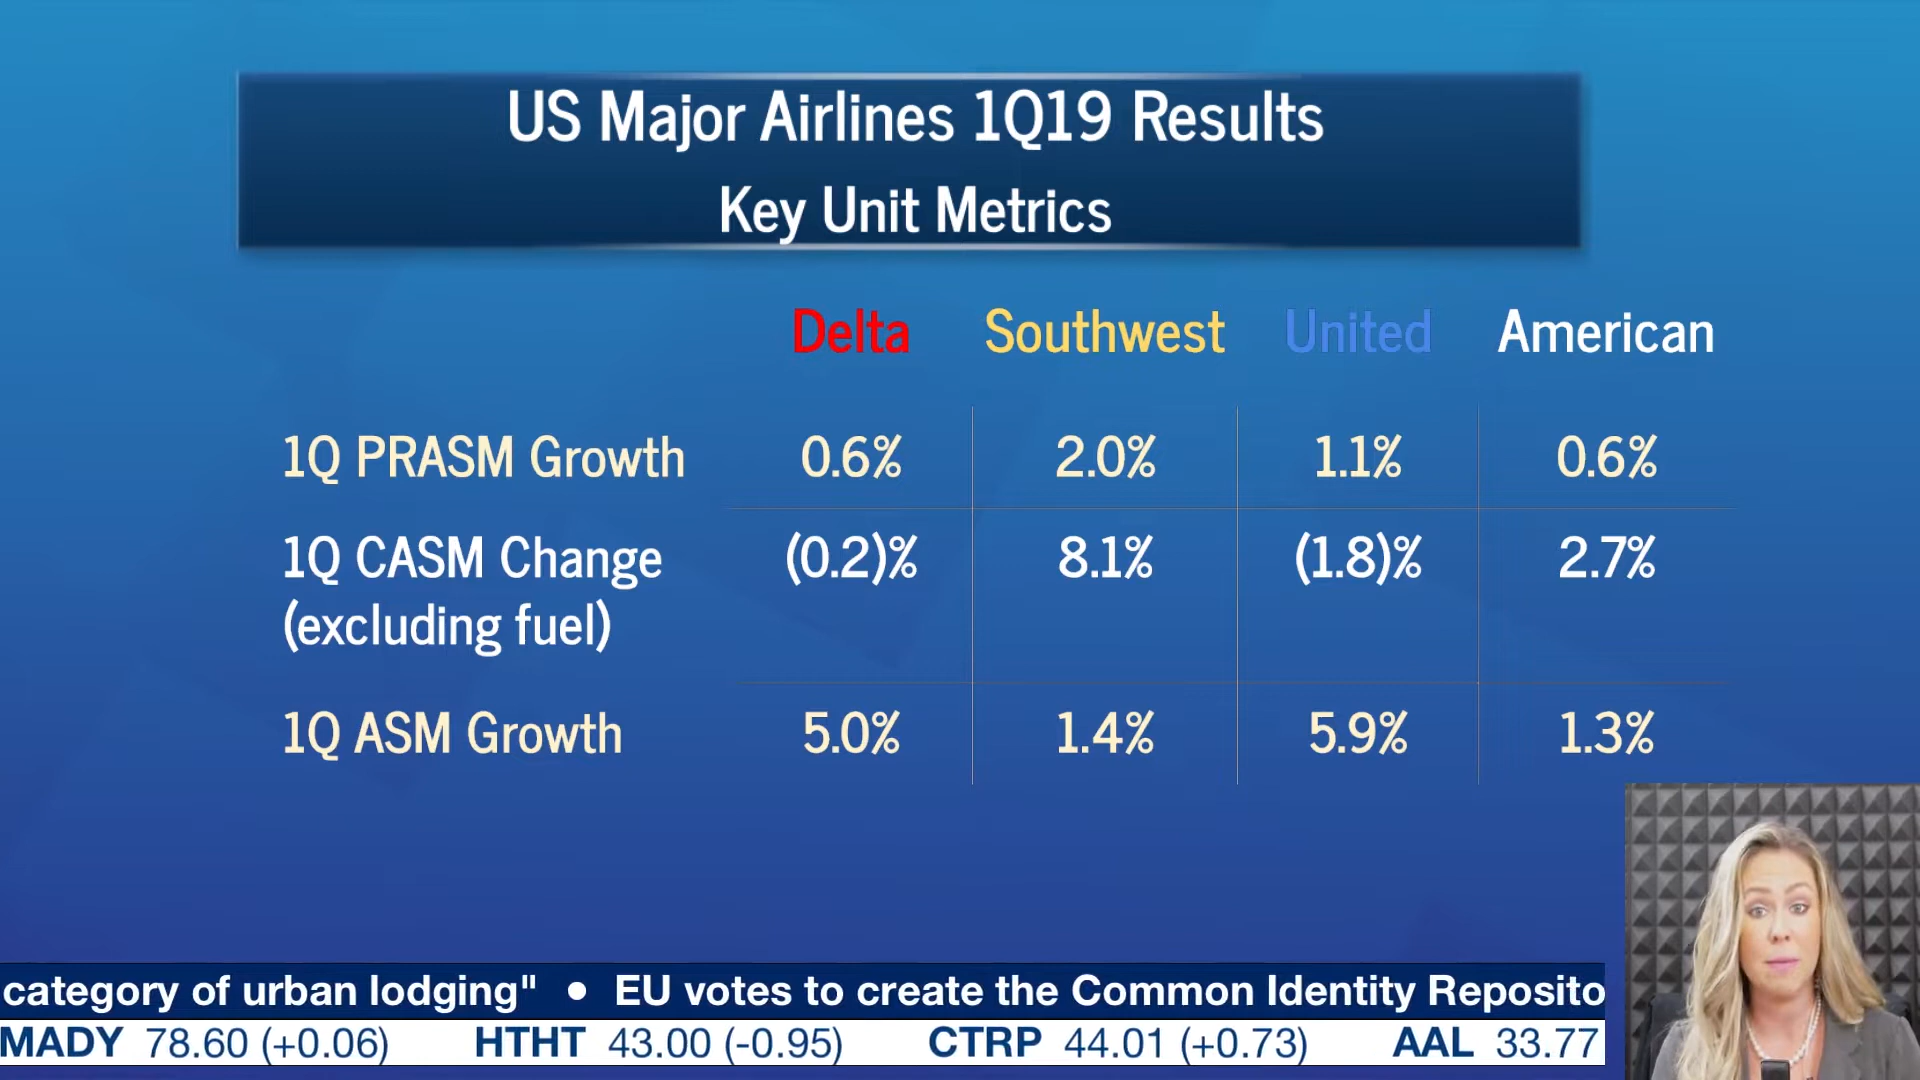 US Major Airlines 1Q19 Results
Key Unit Metrics
Delta Southwest United American
1Q PRASM Growth 0.6% 2.0% 1.1% 0.6%
1Q CASM Change (0.2)% 8.1% (1.8)% 2.7%
(excluding fuel)
1Q ASM Growth 5.0% 1.4% 5.9% 1.3%
category of urban lodging" • EU votes to create the Common Identity Reposito
MADY 78.60 (+0.06) HTHT 43.00 (-0.95) CTRP 44.01 (+0.73) AAL 33.77